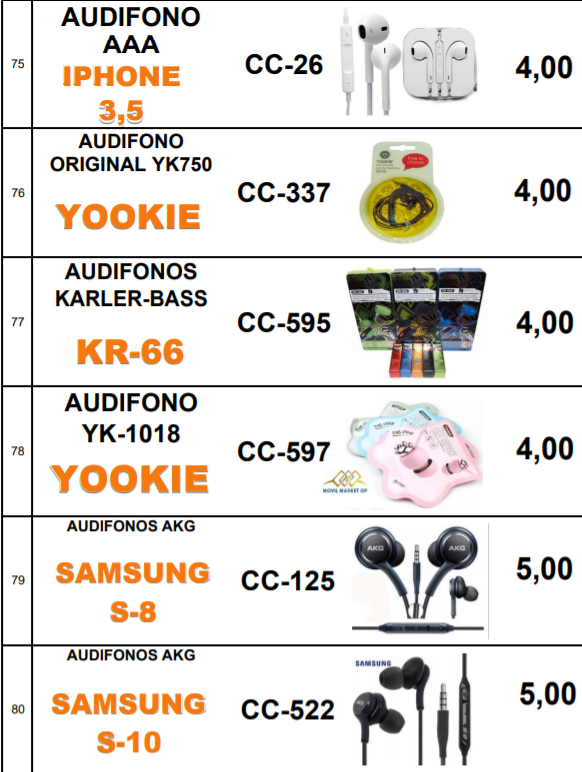 75
AUDIFONO
AAA
IPHONE
3,5
CC-26
4,00
76
AUDIFONO
ORIGINAL YK750
YOOKIE
CC-337
4,00
77
AUDIFONOS
KARLER-BASS
KR-66
CC-595
4,00
78
AUDIFONO
YK-1018
YOOKIE
CC-597
MOVIL MARKET OP
4,00
79
AUDIFONOS AKG
SAMSUNG
S-8
CC-125
AKG
AKG
5,00
80
AUDIFONOS AKG
SAMSUNG
S-10
CC-522
SAMSUNG
5,00